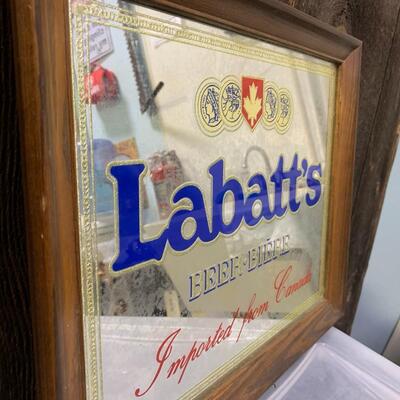 Labatt's
BEER·BIÈRE
Imported from Canada